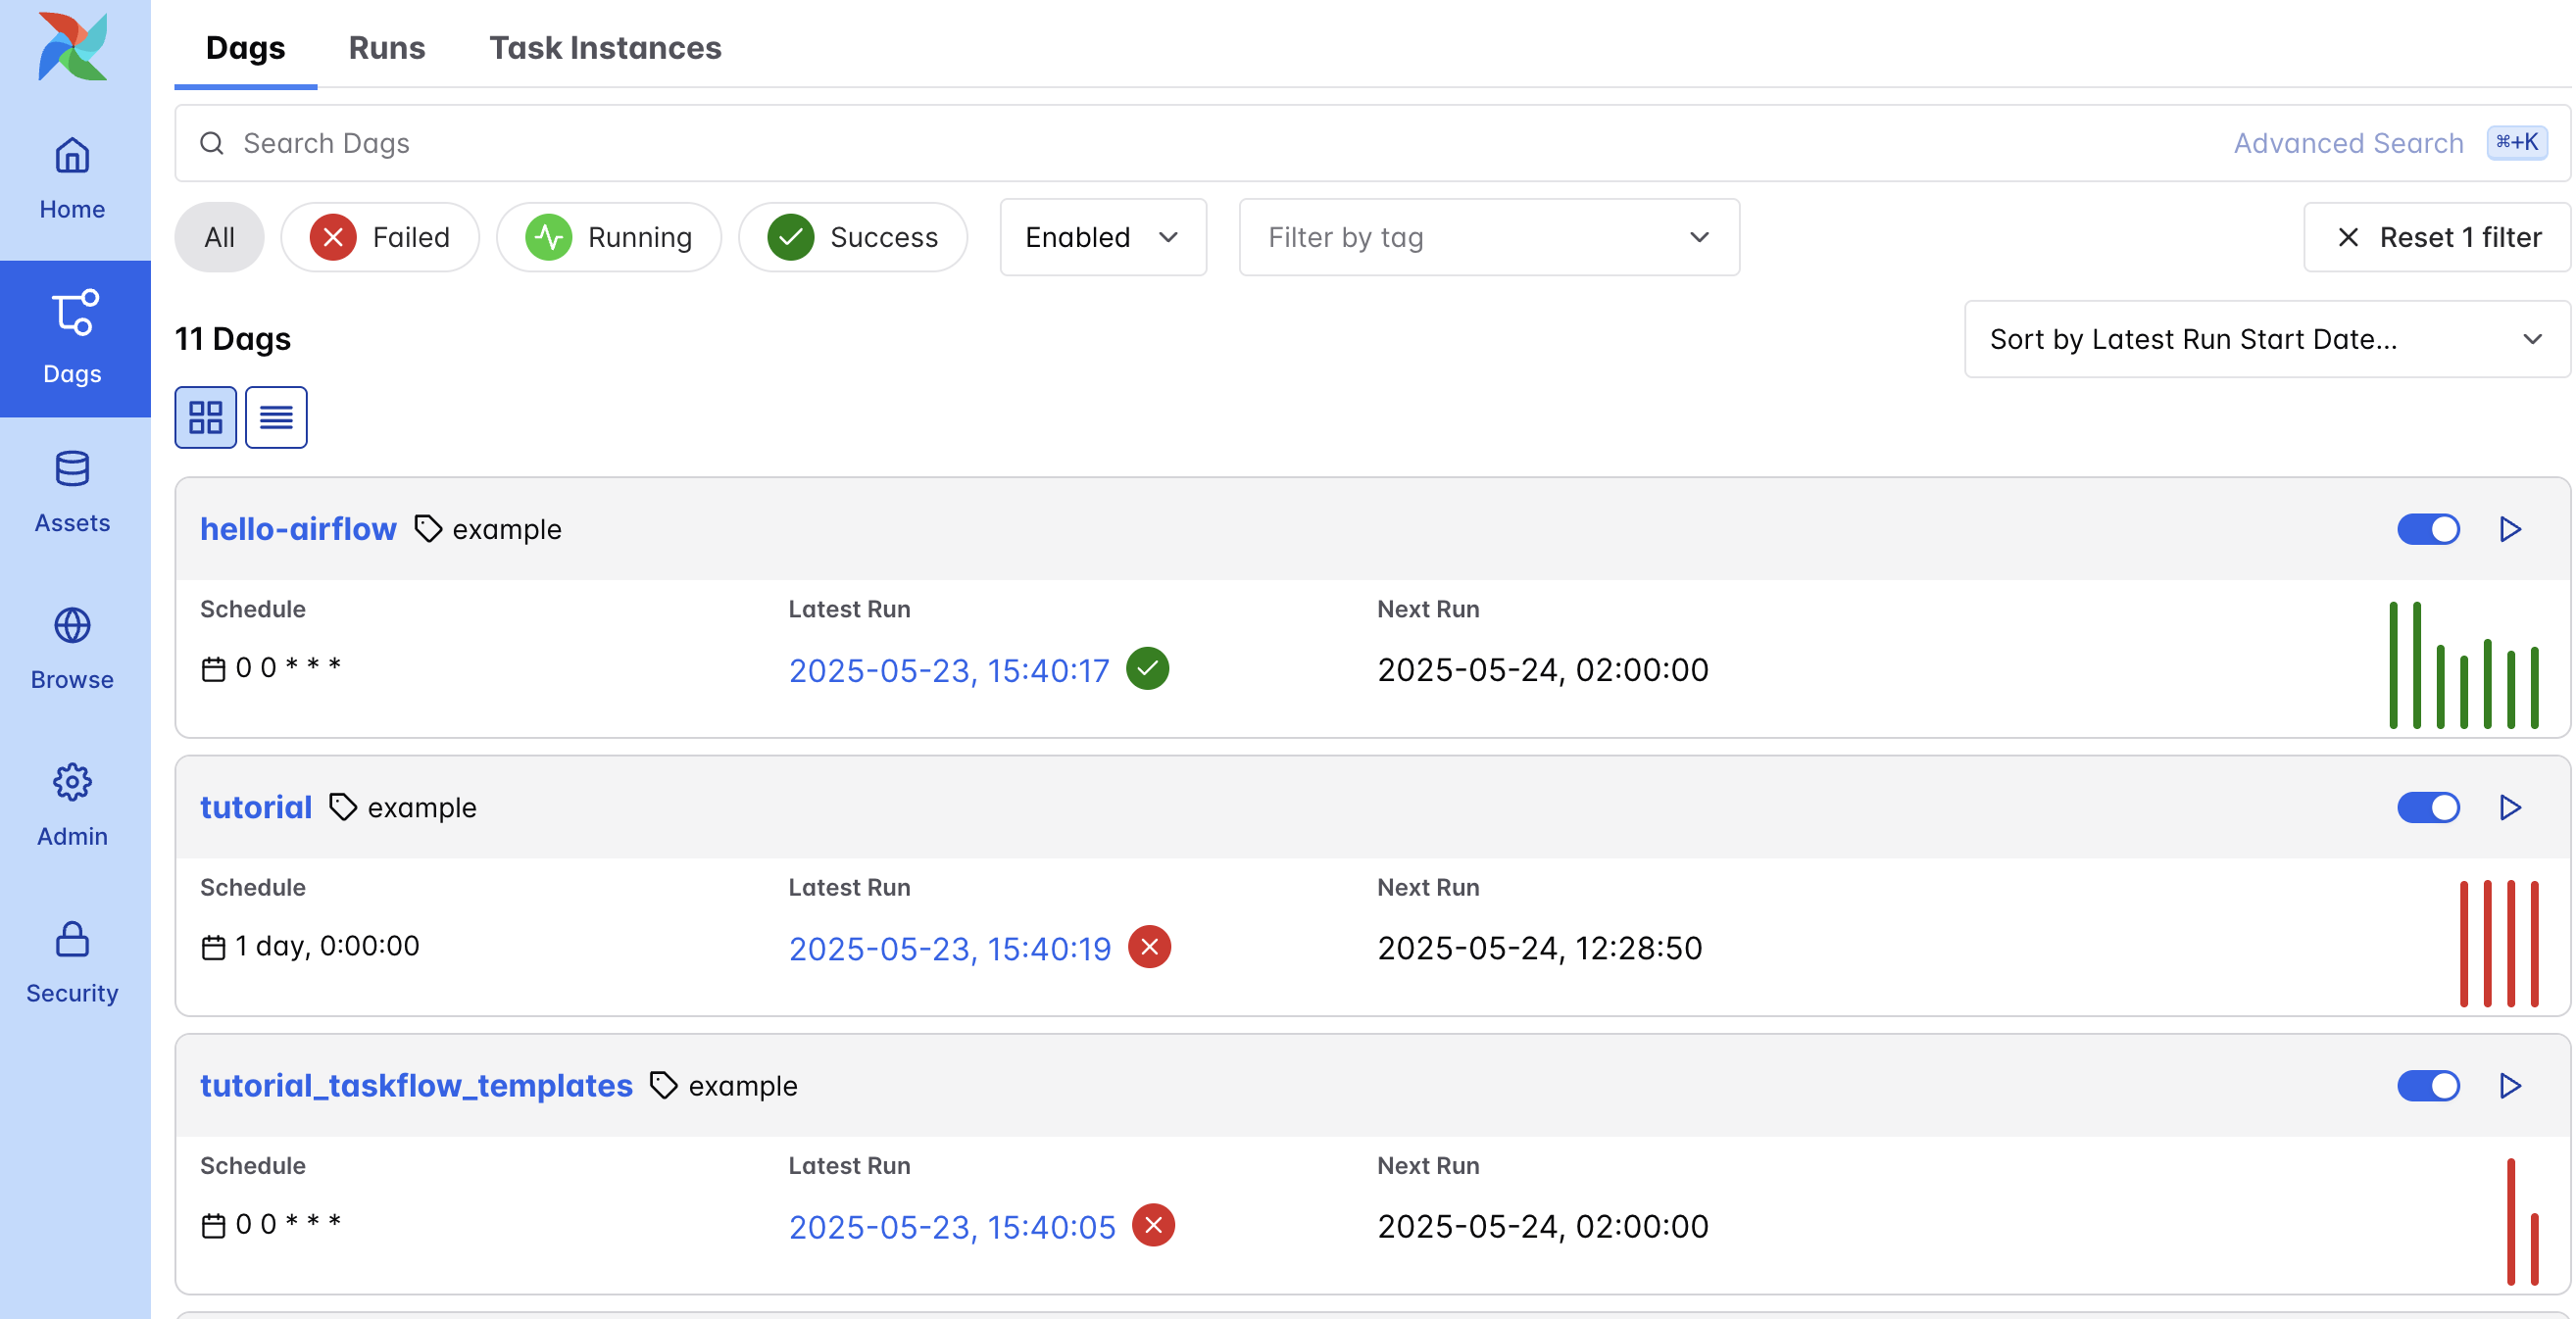 Dags Runs Task Instances
Search Dags Advanced Search ⌘+K
All Failed Running Success Enabled Filter by tag Reset 1 filter
11 Dags Sort by Latest Run Start Date...
hello-airflow example
Schedule Latest Run Next Run
0 0 * * * 2025-05-23, 15:40:17 2025-05-24, 02:00:00
tutorial example
Schedule Latest Run Next Run
1 day, 0:00:00 2025-05-23, 15:40:19 2025-05-24, 12:28:50
tutorial_taskflow_templates example
Schedule Latest Run Next Run
0 0 * * * 2025-05-23, 15:40:05 2025-05-24, 02:00:00
Home
Dags
Assets
Browse
Admin
Security